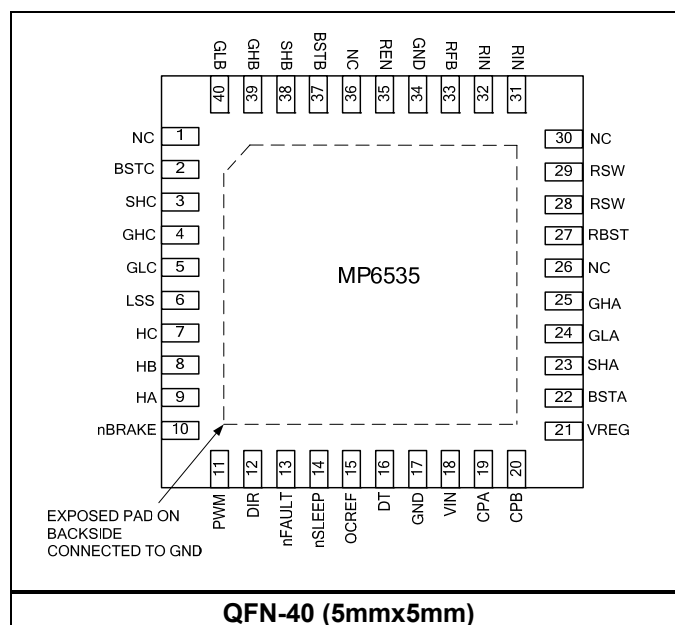 GLB GHB SHB BSTB NC REN GND RFB RIN RIN
40 39 38 37 36 35 34 33 32 31
NC 1 30 NC
BSTC 2 29 RSW
SHC 3 28 RSW
GHC 4 27 RBST
GLC 5 26 NC
LSS 6 MP6535 25 GHA
HC 7 24 GLA
HB 8 23 SHA
HA 9 22 BSTA
nBRAKE 10 21 VREG
11 12 13 14 15 16 17 18 19 20
PWM DIR nFAULT nSLEEP OCREF DT GND VIN CPA CPB
EXPOSED PAD ON
BACKSIDE
CONNECTED TO GND
QFN-40 (5mmx5mm)